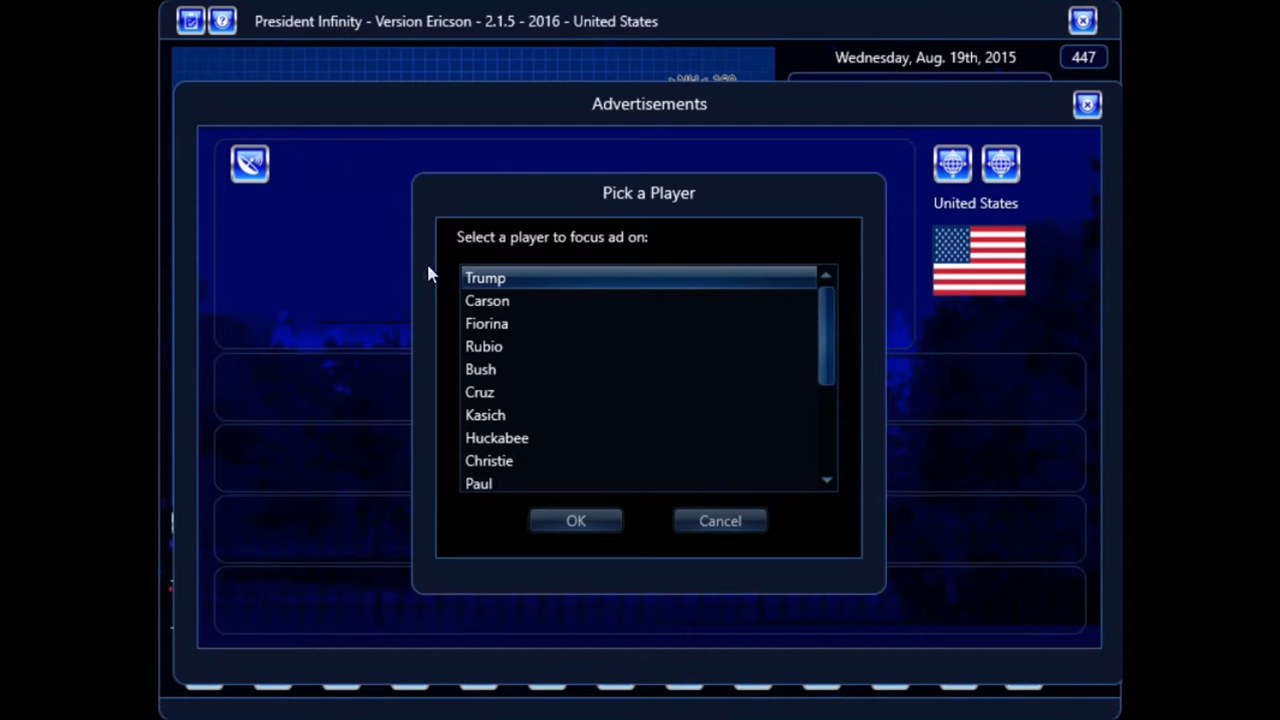 President Infinity - Version Ericson - 2.1.5 - 2016 - United States
Wednesday, Aug. 19th, 2015
447
Advertisements
United States
Pick a Player
Select a player to focus ad on:
Trump
Carson
Fiorina
Rubio
Bush
Cruz
Kasich
Huckabee
Christie
Paul
OK
Cancel